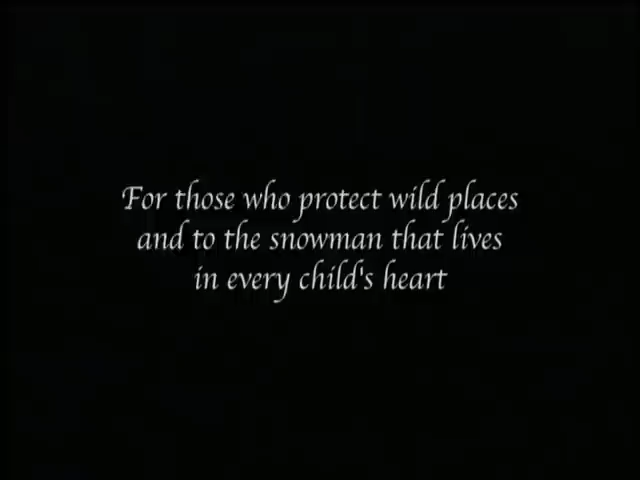 For those who protect wild places
and to the snowman that lives
in every child's heart